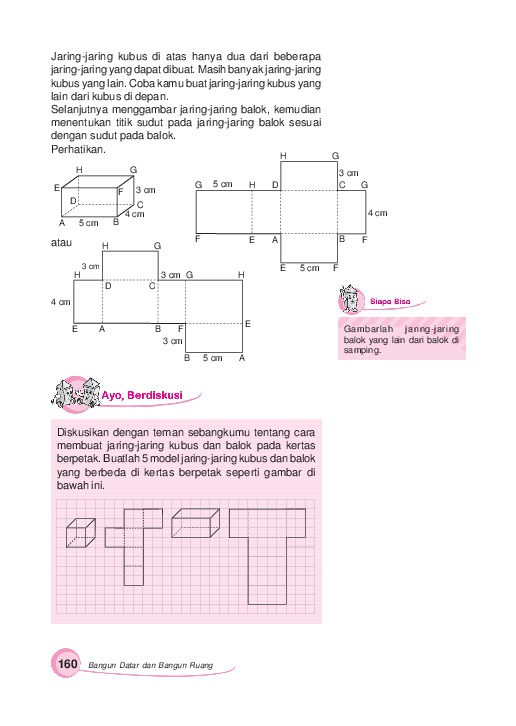 Jaring-jaring kubus di atas hanya dua dari beberapa
jaring-jaring yang dapat dibuat. Masih banyak jaring-jaring
kubus yang lain. Coba kamu buat jaring-jaring kubus yang
lain dari kubus di depan.
Selanjutnya menggambar jaring-jaring balok, kemudian
menentukan titik sudut pada jaring-jaring balok sesuai
dengan sudut pada balok.
Perhatikan.
H G
E F 3 cm
D C
4 cm
A 5 cm B
H G
3 cm
G 5 cm H D C G
4 cm
F E A B F
E 5 cm F
atau
H G
3 cm
H D C 3 cm G H
4 cm
E A B F E
3 cm
B 5 cm A
Siapa Bisa
Gambarlah jaring-jaring
balok yang lain dari balok di
samping.
Ayo, Berdiskusi
Diskusikan dengan teman sebangkumu tentang cara
membuat jaring-jaring kubus dan balok pada kertas
berpetak. Buatlah 5 model jaring-jaring kubus dan balok
yang berbeda di kertas berpetak seperti gambar di
bawah ini.
160 Bangun Datar dan Bangun Ruang